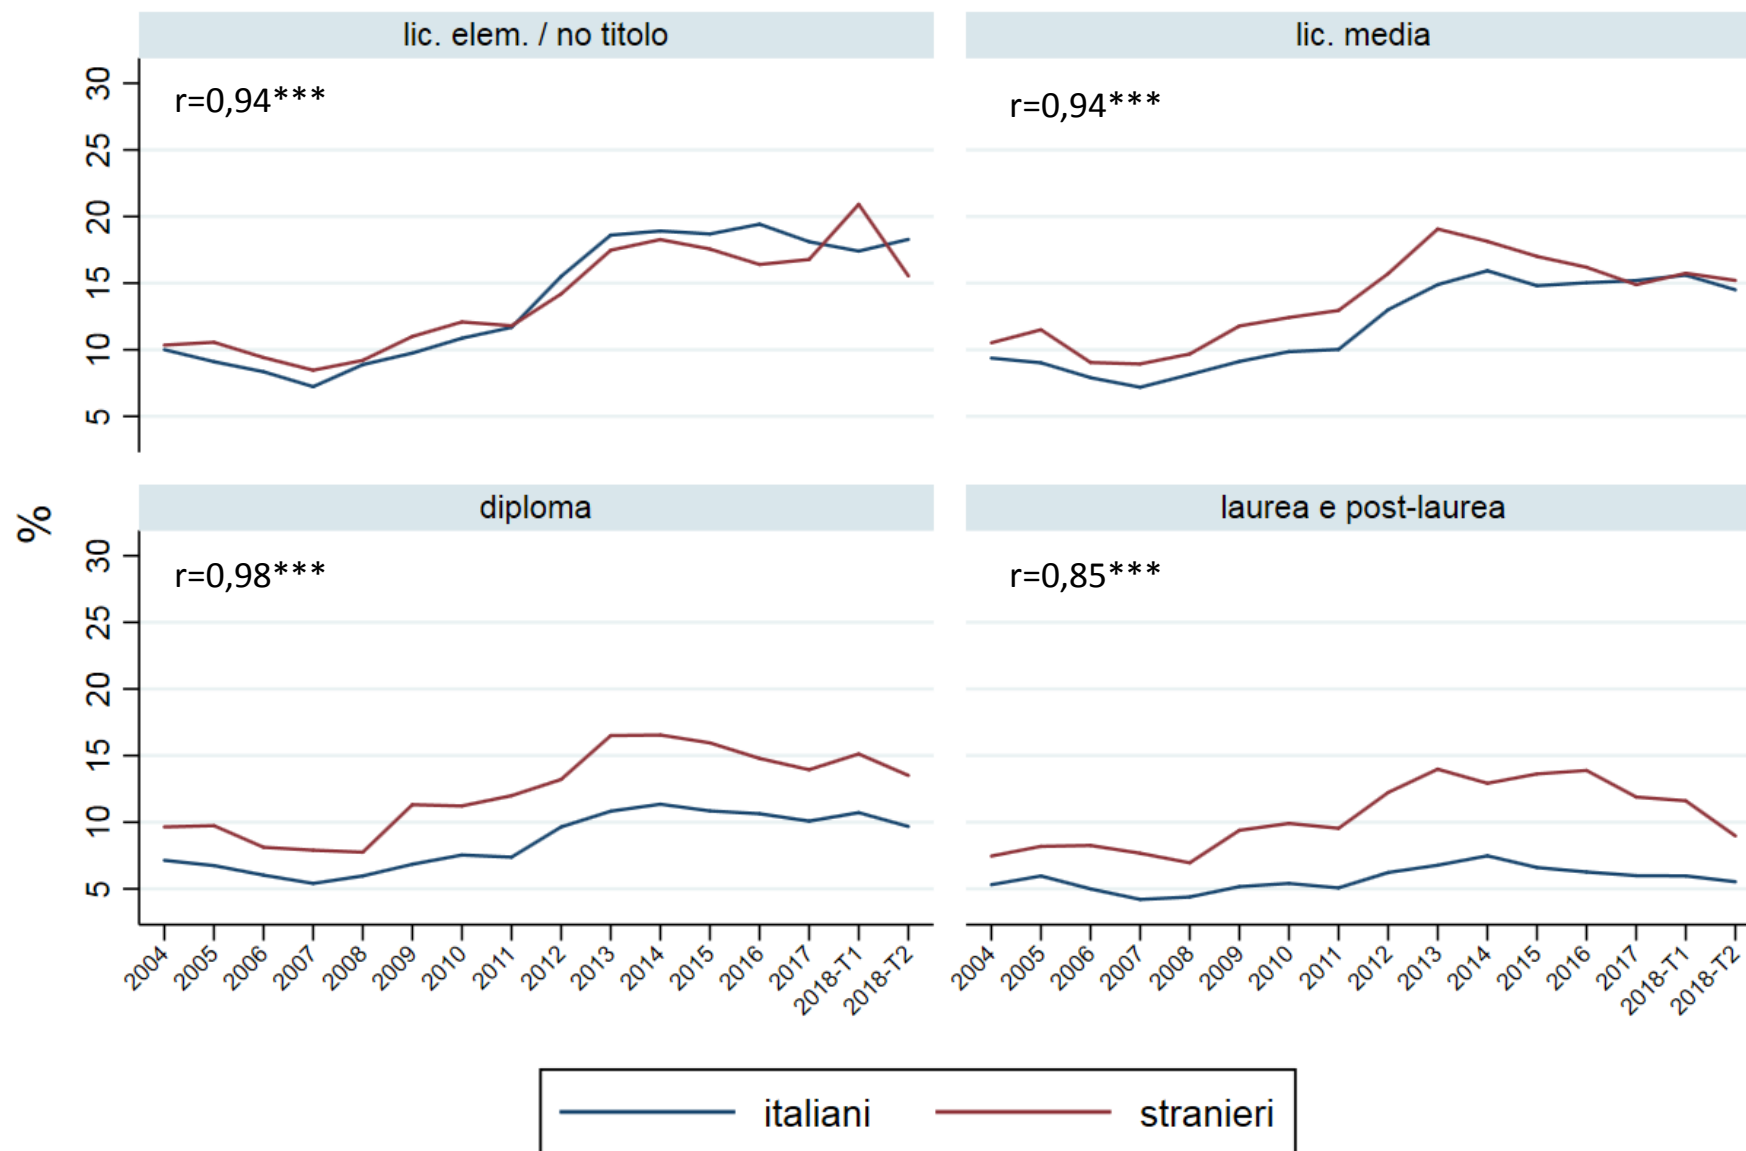 lic. elem. / no titolo
lic. media
r=0,94***
r=0,94***
30
25
20
15
10
5
%
diploma
laurea e post-laurea
r=0,98***
r=0,85***
30
25
20
15
10
5
2004
2005
2006
2007
2008
2009
2010
2011
2012
2013
2014
2015
2016
2017
2018-T1
2018-T2
2004
2005
2006
2007
2008
2009
2010
2011
2012
2013
2014
2015
2016
2017
2018-T1
2018-T2
italiani
stranieri